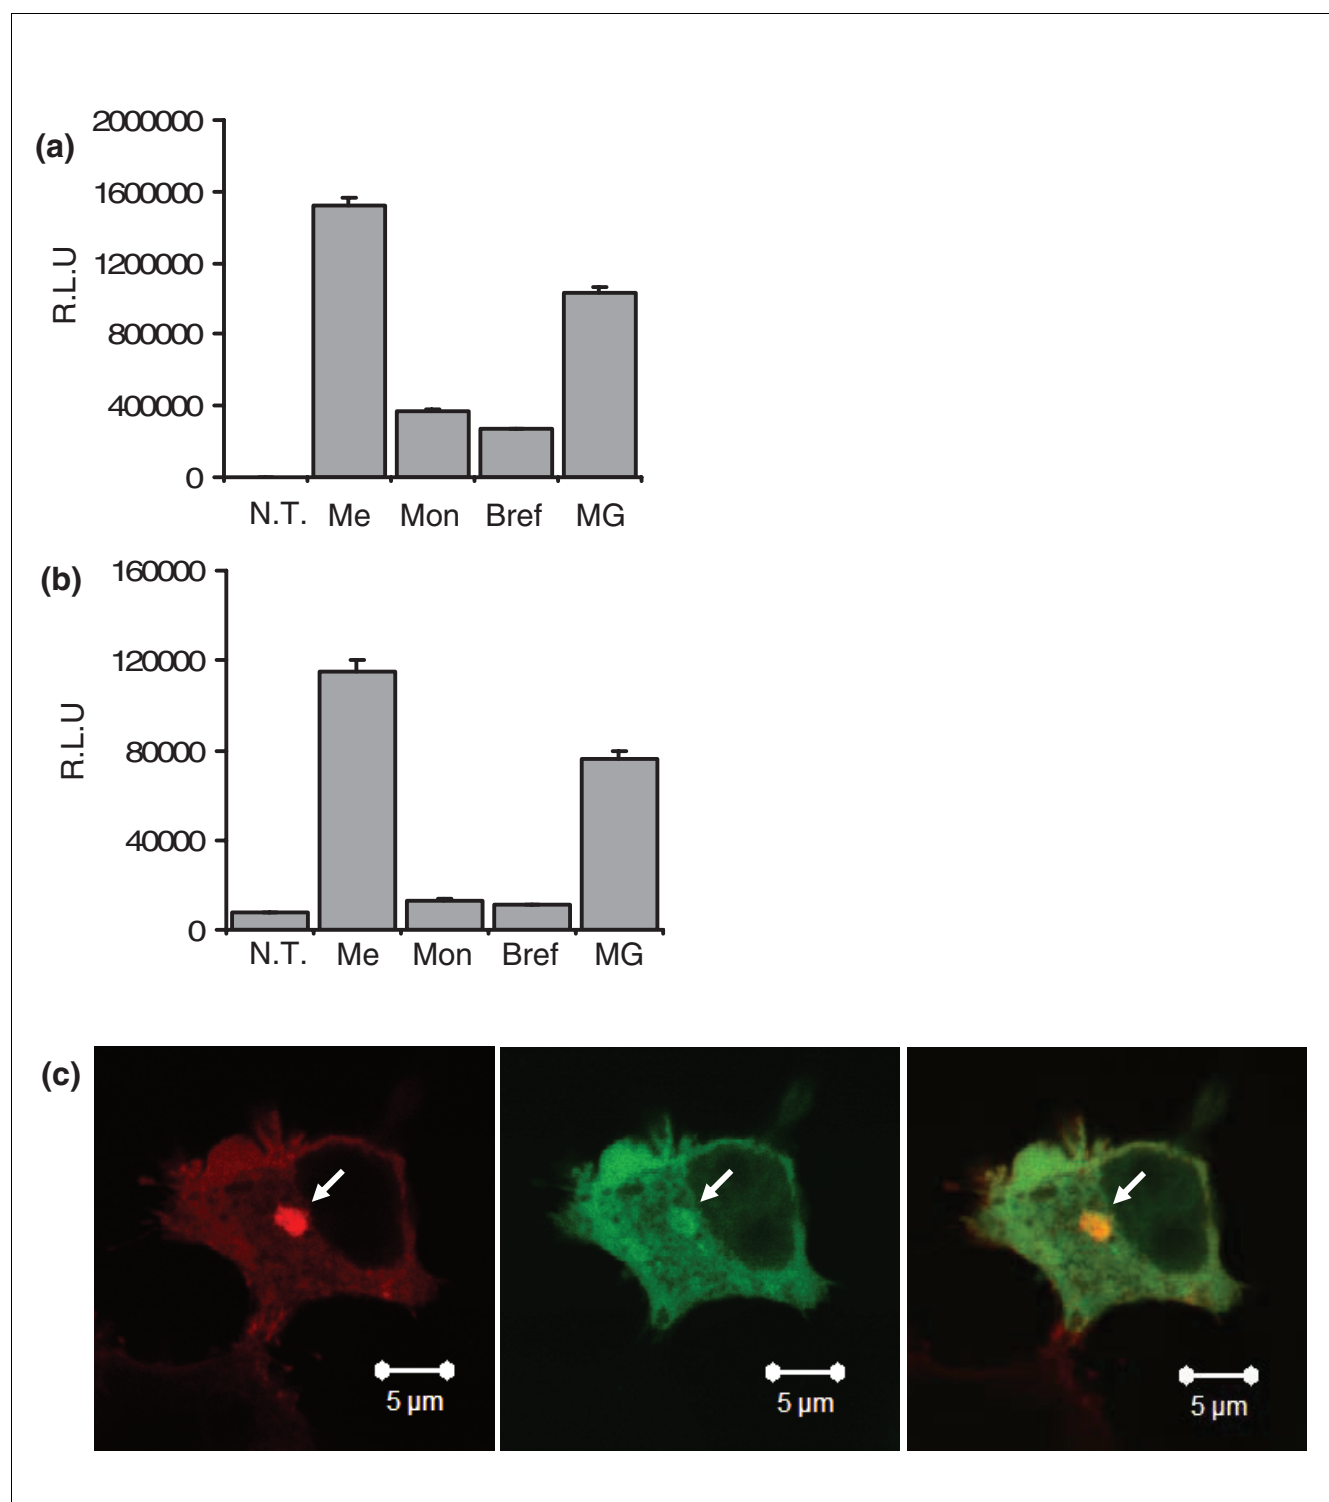 (a)
2000000
1600000
1200000
800000
400000
0
R.L.U
N.T. Me Mon Bref MG
(b)
160000
120000
80000
40000
0
R.L.U
N.T. Me Mon Bref MG
(c)
5 µm 5 µm 5 µm